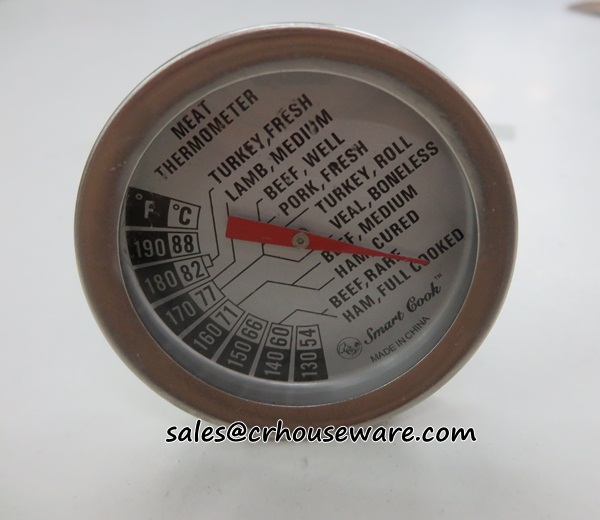 MEAT
THERMOMETER
TURKEY, FRESH
LAMB, MEDIUM
BEEF, WELL
PORK, FRESH
TURKEY, ROLL
VEAL, BONELESS
BEEF, MEDIUM
HAM, CURED
BEEF, RARE
HAM, FULL COOKED
°F °C
190 88
180 82
170 77
160 71
150 66
140 60
130 54
Smart Cook™
MADE IN CHINA
sales@crhouseware.com